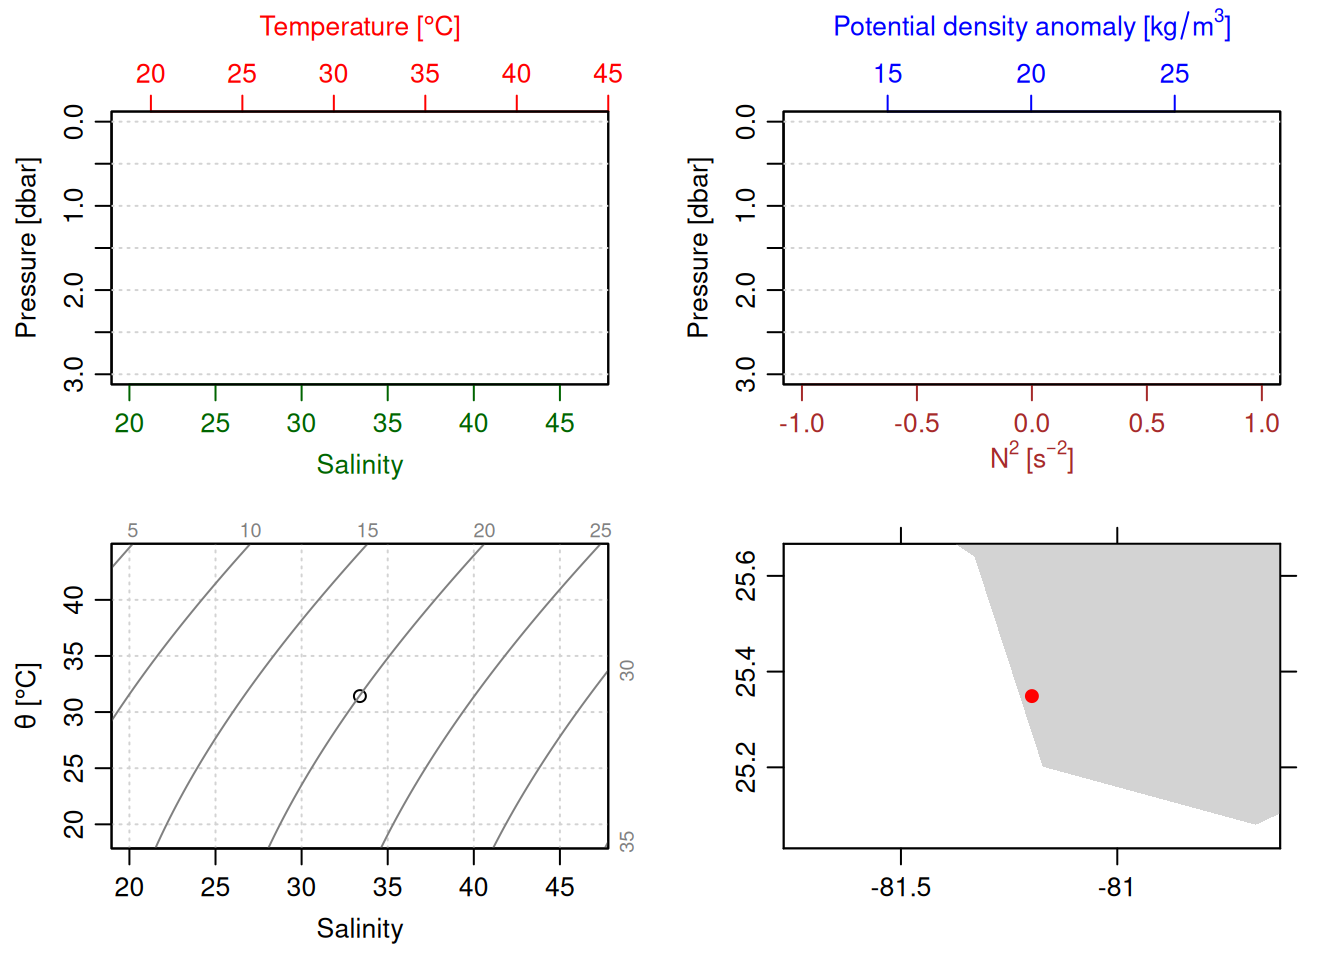 Temperature [°C]
20 25 30 35 40 45
0.0
1.0
2.0
3.0
Pressure [dbar]
20 25 30 35 40 45
Salinity
Potential density anomaly [kg/m³]
15 20 25
0.0
1.0
2.0
3.0
Pressure [dbar]
-1.0 -0.5 0.0 0.5 1.0
N² [s⁻²]
5 10 15 20 25
30
35
40
35
30
25
20
θ [°C]
20 25 30 35 40 45
Salinity
25.6
25.4
25.2
-81.5 -81